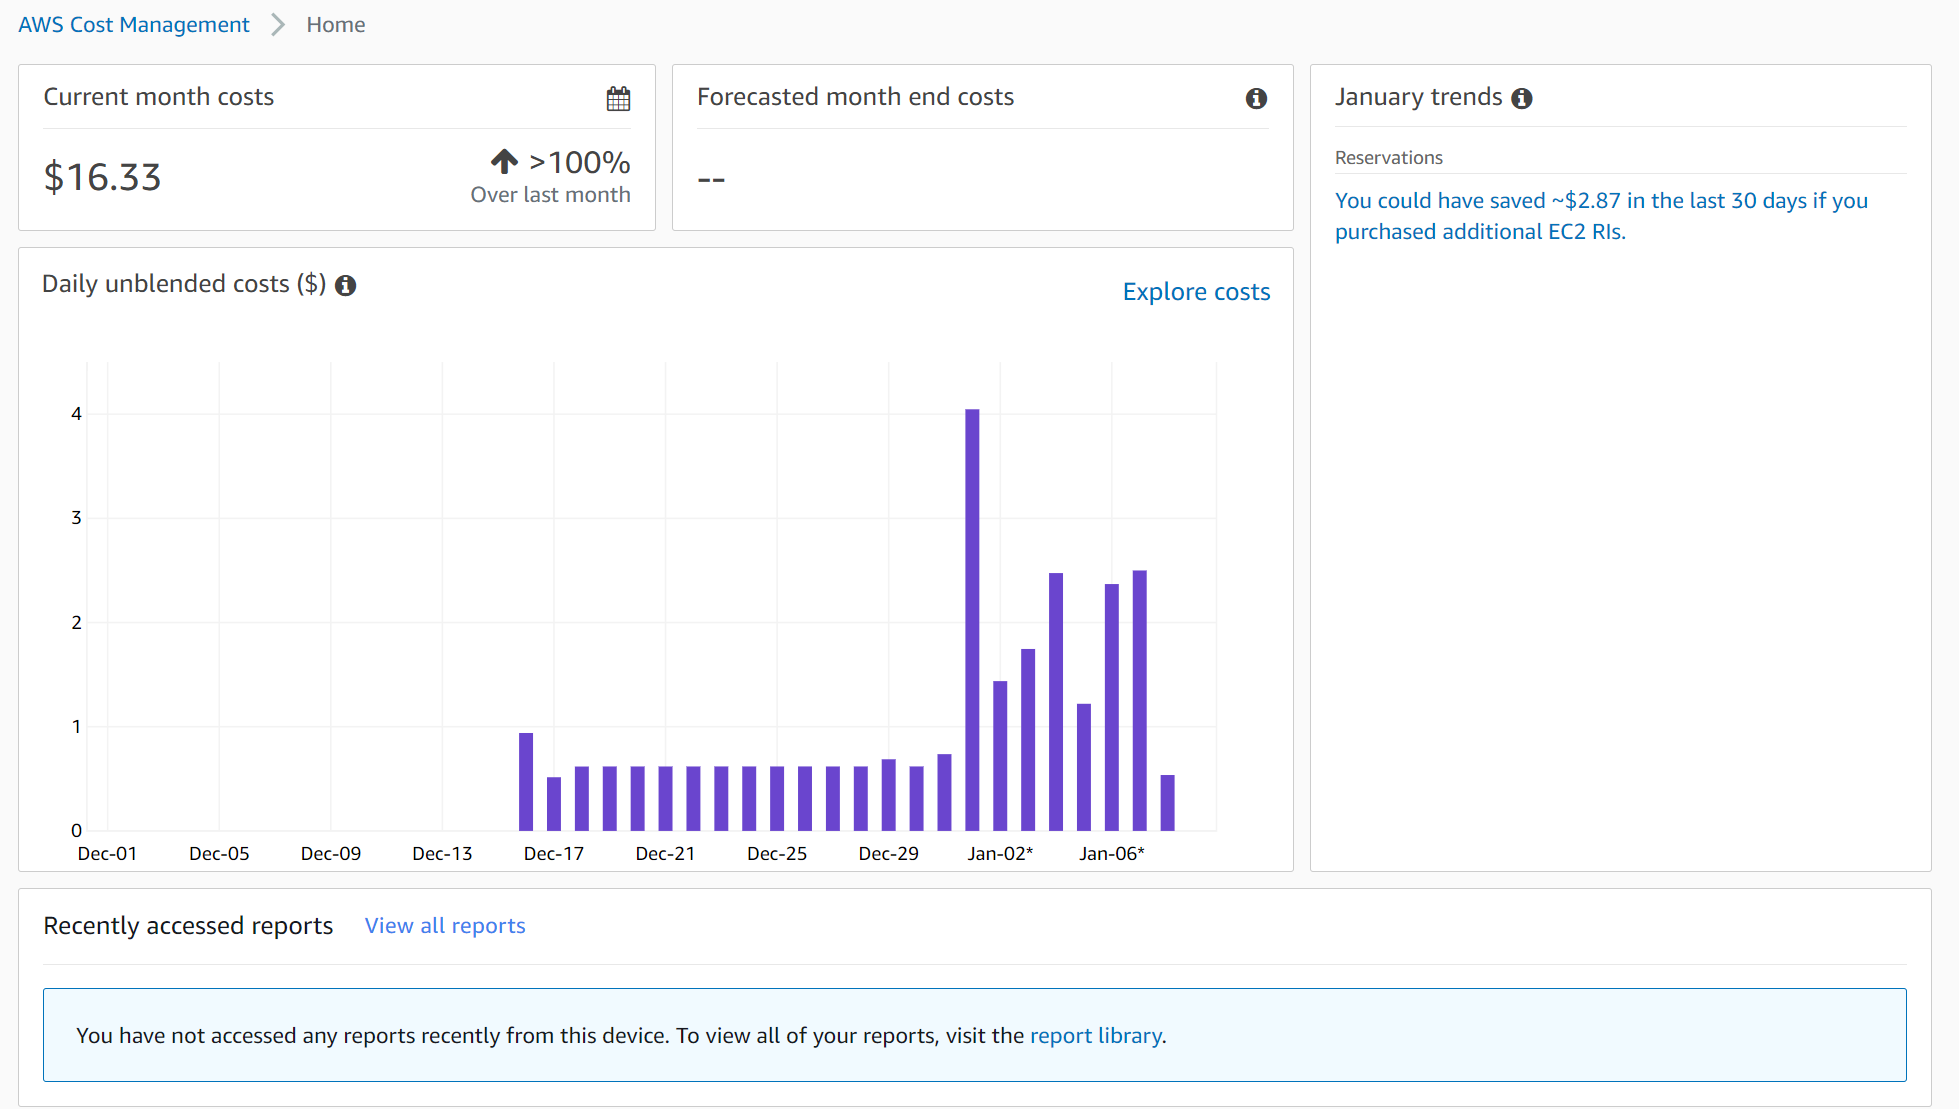 AWS Cost Management > Home
Current month costs
$16.33
>100%
Over last month
Forecasted month end costs
--
January trends
Reservations
You could have saved ~$2.87 in the last 30 days if you
purchased additional EC2 RIs.
Daily unblended costs ($)
Explore costs
4
3
2
1
0
Dec-01 Dec-05 Dec-09 Dec-13 Dec-17 Dec-21 Dec-25 Dec-29 Jan-02* Jan-06*
Recently accessed reports View all reports
You have not accessed any reports recently from this device. To view all of your reports, visit the report library.